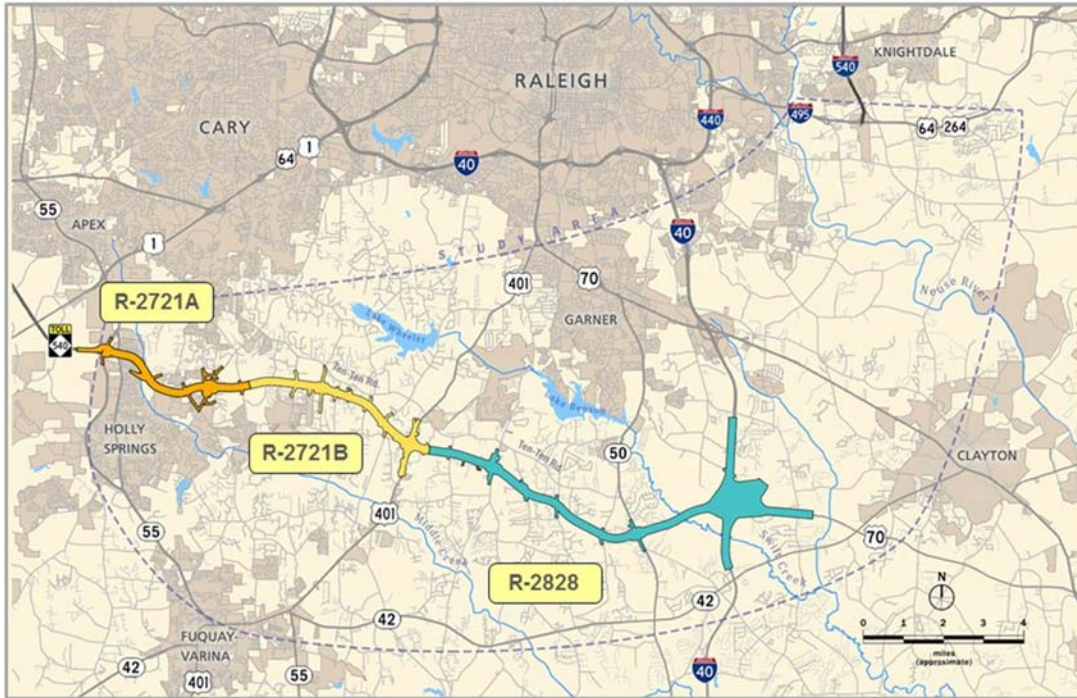 KNIGHTDALE
540
RALEIGH
440
495
64 264
CARY
1
64
40
55
APEX
1
STUDY AREA
40
401
70
Neuse River
R-2721A
TOLL
540
GARNER
Lake Wheeler
Ten-Ten Rd.
Lake Benson
HOLLY
SPRINGS
R-2721B
Ten-Ten Rd.
50
CLAYTON
401
Middle Creek
55
Swift Creek
70
R-2828
42
N
42
0 1 2 3 4
miles
(approximate)
FUQUAY-
VARINA
42
401
55
40